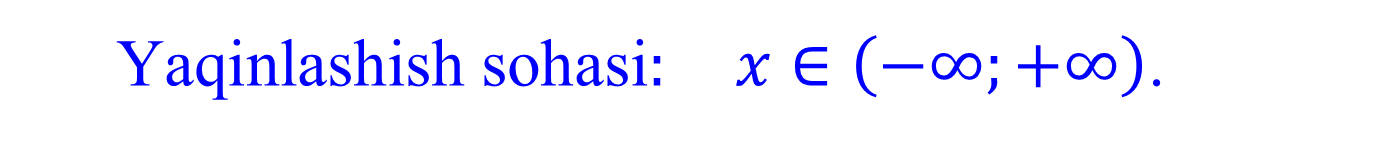 Yaqinlashish sohasi: x ∈ (−∞; +∞).